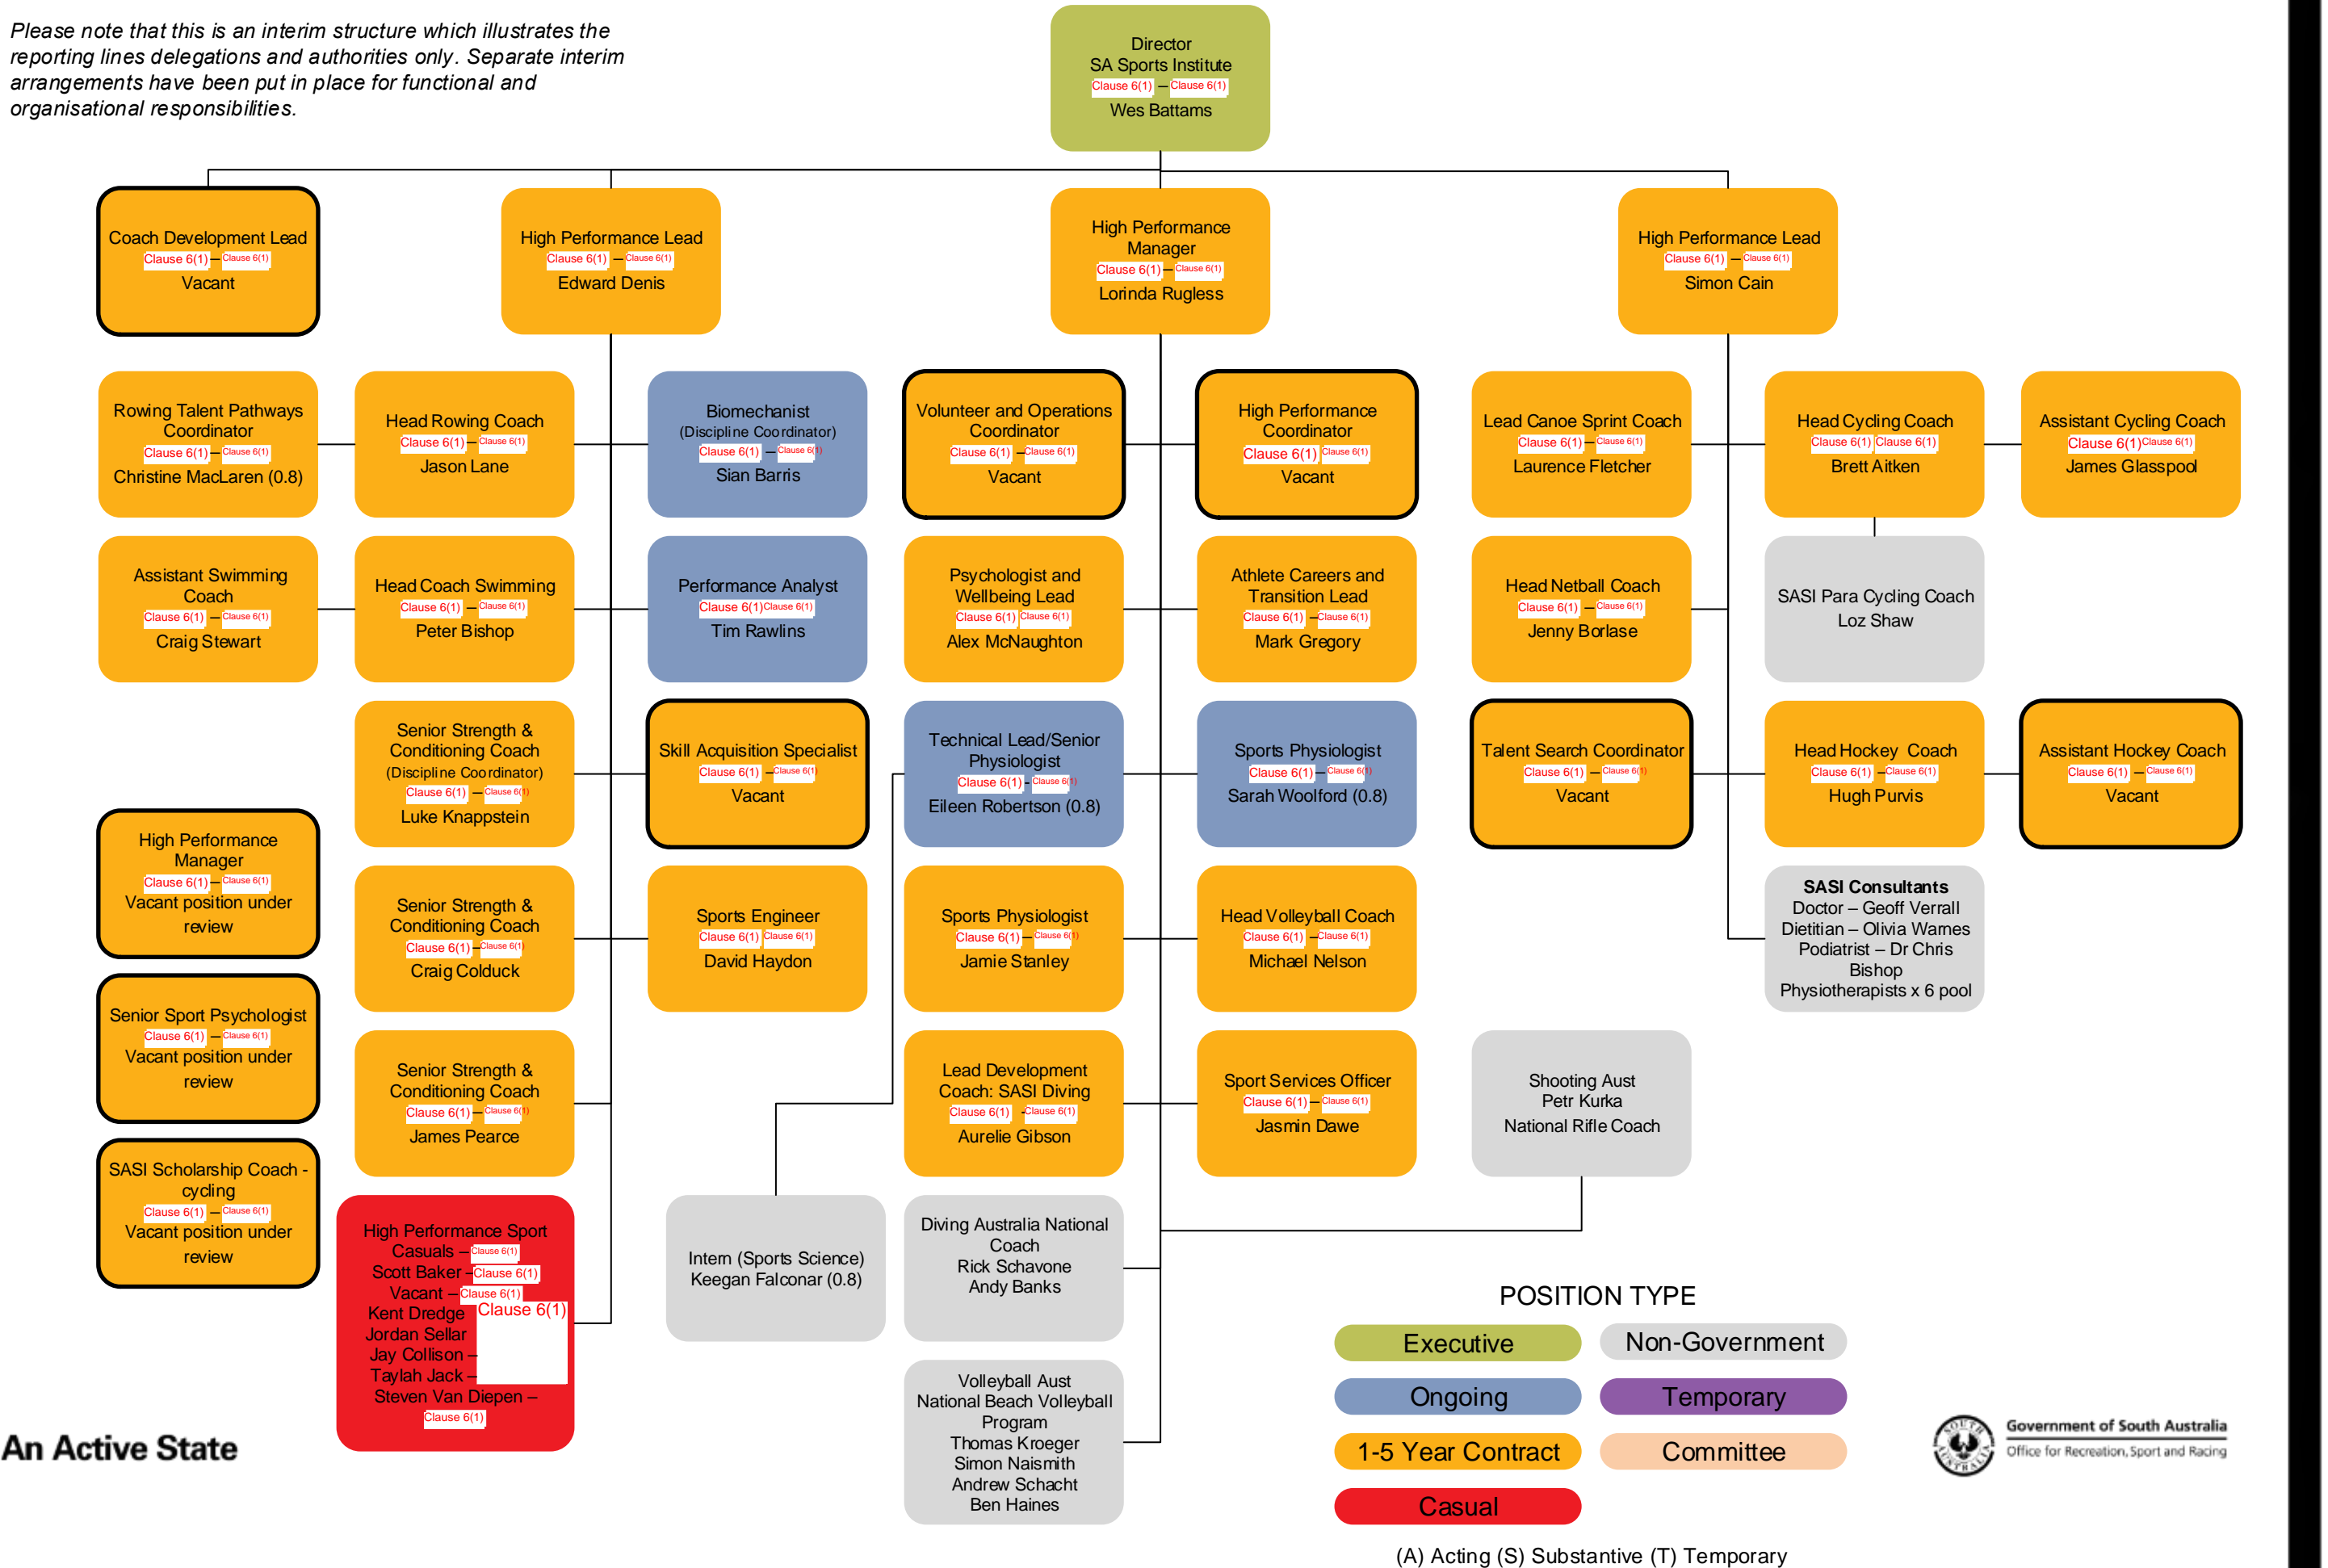 Please note that this is an interim structure which illustrates the
reporting lines delegations and authorities only. Separate interim
arrangements have been put in place for functional and
organisational responsibilities.
Director
SA Sports Institute
Clause 6(1) – Clause 6(1)
Wes Battams
Coach Development Lead
Clause 6(1) – Clause 6(1)
Vacant
High Performance Lead
Clause 6(1) – Clause 6(1)
Edward Denis
High Performance
Manager
Clause 6(1) – Clause 6(1)
Lorinda Rugless
High Performance Lead
Clause 6(1) – Clause 6(1)
Simon Cain
Rowing Talent Pathways
Coordinator
Clause 6(1) – Clause 6(1)
Christine MacLaren (0.8)
Head Rowing Coach
Clause 6(1) – Clause 6(1)
Jason Lane
Biomechanist
(Discipline Coordinator)
Clause 6(1) – Clause 6(1)
Sian Barris
Volunteer and Operations
Coordinator
Clause 6(1) – Clause 6(1)
Vacant
High Performance
Coordinator
Clause 6(1) Clause 6(1)
Vacant
Lead Canoe Sprint Coach
Clause 6(1) – Clause 6(1)
Laurence Fletcher
Head Cycling Coach
Clause 6(1) Clause 6(1)
Brett Aitken
Assistant Cycling Coach
Clause 6(1) Clause 6(1)
James Glasspool
Assistant Swimming
Coach
Clause 6(1) – Clause 6(1)
Craig Stewart
Head Coach Swimming
Clause 6(1) – Clause 6(1)
Peter Bishop
Performance Analyst
Clause 6(1) Clause 6(1)
Tim Rawlins
Psychologist and
Wellbeing Lead
Clause 6(1) Clause 6(1)
Alex McNaughton
Athlete Careers and
Transition Lead
Clause 6(1) – Clause 6(1)
Mark Gregory
Head Netball Coach
Clause 6(1) – Clause 6(1)
Jenny Borlase
SASI Para Cycling Coach
Loz Shaw
Senior Strength &
Conditioning Coach
(Discipline Coordinator)
Clause 6(1) – Clause 6(1)
Luke Knappstein
Skill Acquisition Specialist
Clause 6(1) – Clause 6(1)
Vacant
Technical Lead/Senior
Physiologist
Clause 6(1) - Clause 6(1)
Eileen Robertson (0.8)
Sports Physiologist
Clause 6(1) – Clause 6(1)
Sarah Woolford (0.8)
Talent Search Coordinator
Clause 6(1) – Clause 6(1)
Vacant
Head Hockey Coach
Clause 6(1) – Clause 6(1)
Hugh Purvis
Assistant Hockey Coach
Clause 6(1) – Clause 6(1)
Vacant
High Performance
Manager
Clause 6(1) – Clause 6(1)
Vacant position under
review
Senior Strength &
Conditioning Coach
Clause 6(1) – Clause 6(1)
Craig Colduck
Sports Engineer
Clause 6(1) Clause 6(1)
David Haydon
Sports Physiologist
Clause 6(1) – Clause 6(1)
Jamie Stanley
Head Volleyball Coach
Clause 6(1) – Clause 6(1)
Michael Nelson
SASI Consultants
Doctor – Geoff Verrall
Dietitian – Olivia Warnes
Podiatrist – Dr Chris
Bishop
Physiotherapists x 6 pool
Senior Sport Psychologist
Clause 6(1) – Clause 6(1)
Vacant position under
review
Senior Strength &
Conditioning Coach
Clause 6(1) – Clause 6(1)
James Pearce
Lead Development
Coach: SASI Diving
Clause 6(1) - Clause 6(1)
Aurelie Gibson
Sport Services Officer
Clause 6(1) – Clause 6(1)
Jasmin Dawe
Shooting Aust
Petr Kurka
National Rifle Coach
SASI Scholarship Coach -
cycling
Clause 6(1) – Clause 6(1)
Vacant position under
review
High Performance Sport
Casuals – Clause 6(1)
Scott Baker – Clause 6(1)
Vacant – Clause 6(1)
Kent Dredge Clause 6(1)
Jordan Sellar
Jay Collison –
Taylah Jack –
Steven Van Diepen –
Clause 6(1)
Intern (Sports Science)
Keegan Falconar (0.8)
Diving Australia National
Coach
Rick Schavone
Andy Banks
Volleyball Aust
National Beach Volleyball
Program
Thomas Kroeger
Simon Naismith
Andrew Schacht
Ben Haines
POSITION TYPE
Executive
Non-Government
Ongoing
Temporary
1-5 Year Contract
Committee
Casual
(A) Acting (S) Substantive (T) Temporary
An Active State
SOUTH AUSTRALIA
Government of South Australia
Office for Recreation, Sport and Racing